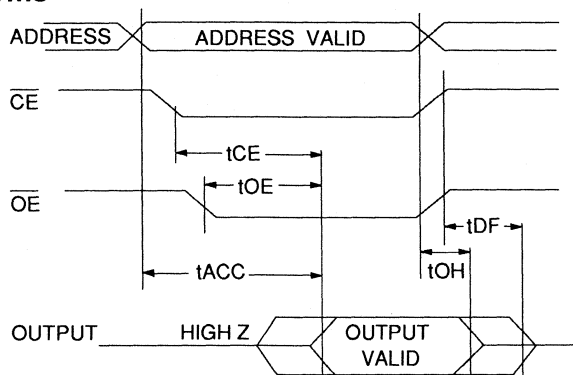 ADDRESS
ADDRESS VALID
CE
tCE
tOE
OE
tDF
tACC
tOH
OUTPUT
HIGH Z
OUTPUT
VALID